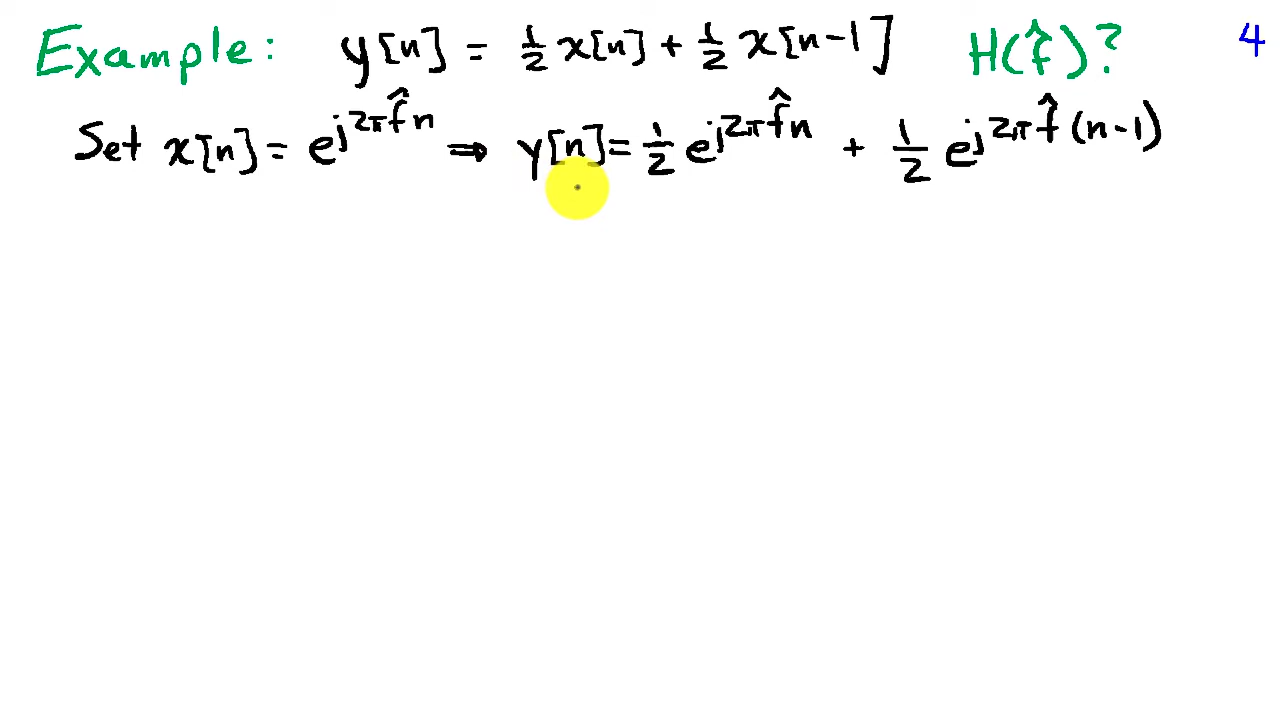 Example: y[n] = ½ x[n] + ½ x[n-1] H(f̂)? 4
Set x[n] = e^{j2πf̂n} ⇒ y[n] = ½ e^{j2πf̂n} + ½ e^{j2πf̂(n-1)}